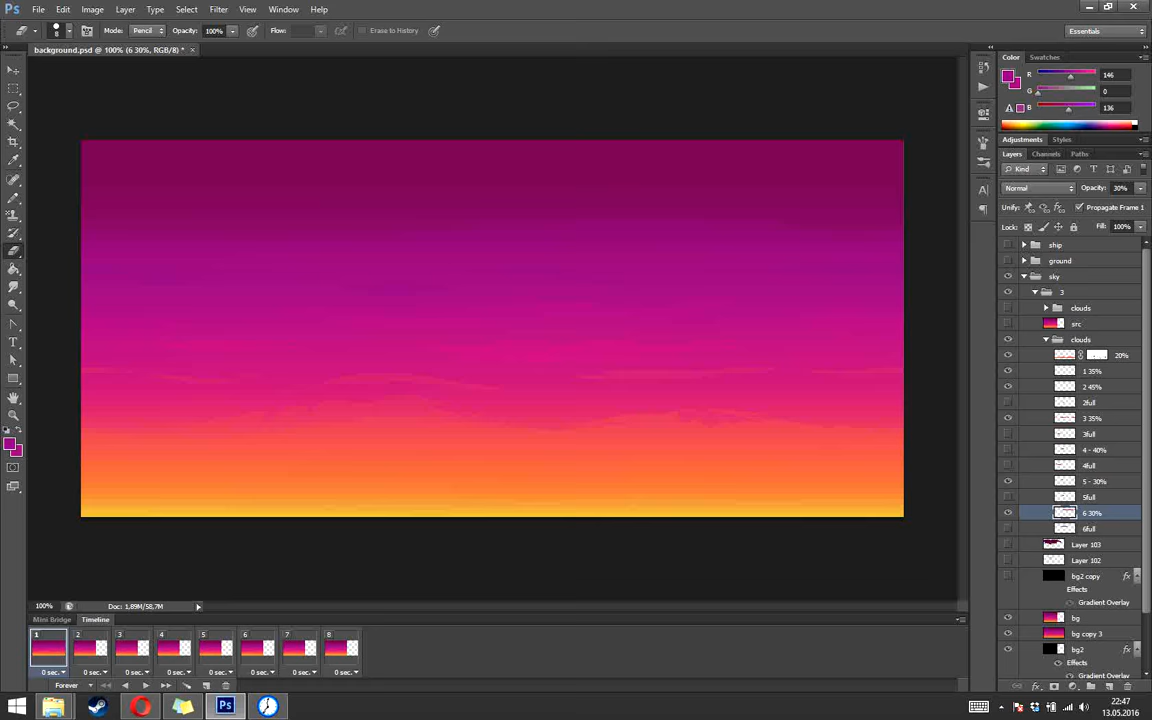 Ps File Edit Image Layer Type Select Filter View Window Help
8 Mode: Pencil Opacity: 100% Flow: Erase to History Essentials
background.psd @ 100% (6 30%, RGB/8) * ×
Color Swatches
R 146
G 0
B 136
Adjustments Styles
Layers Channels Paths
Kind
Normal Opacity: 30%
Unify: Propagate Frame 1
Lock: Fill: 100%
ship
ground
sky
3
clouds
src
clouds
20%
1 35%
2 45%
2full
3 35%
3full
4 - 40%
4full
5 - 30%
5full
6 30%
6full
Layer 103
Layer 102
bg2 copy fx
Effects
Gradient Overlay
bg
bg copy 3
bg2 fx
Effects
Gradient Overlay
100% Doc: 1,89M/58,7M
Mini Bridge Timeline
1 2 3 4 5 6 7 8
0 sec. 0 sec. 0 sec. 0 sec. 0 sec. 0 sec. 0 sec. 0 sec.
Forever
Ps
22:47
13.05.2016